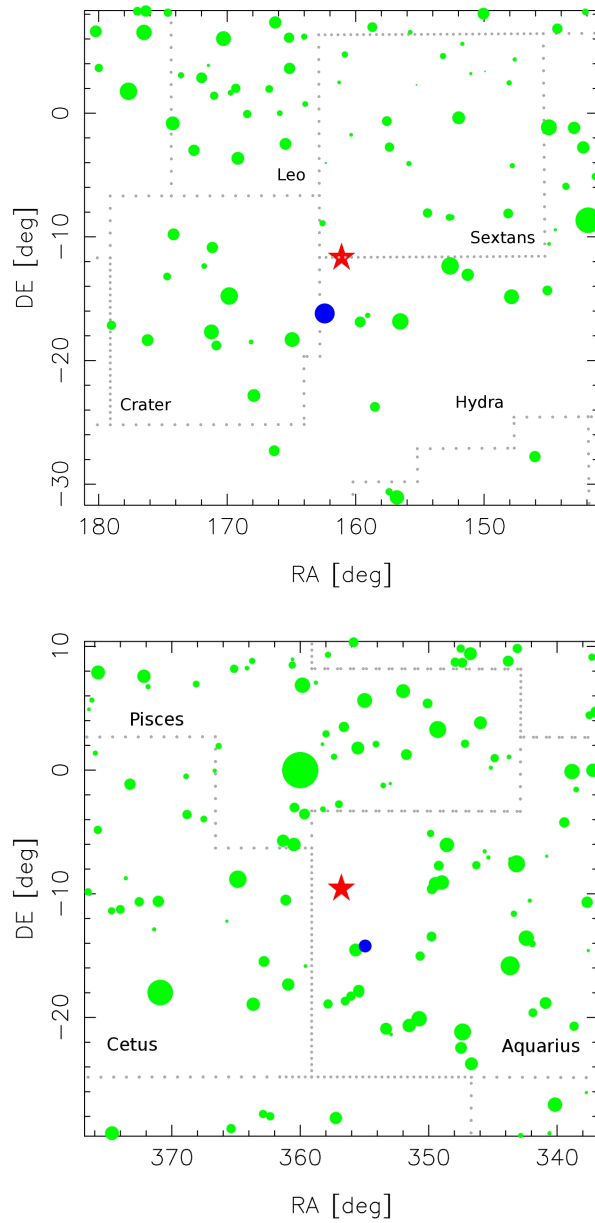 0
−10
−20
−30
DE [deg]
Leo
Sextans
Crater
Hydra
180
170
160
150
RA [deg]
10
0
−10
−20
DE [deg]
Pisces
Cetus
Aquarius
370
360
350
340
RA [deg]